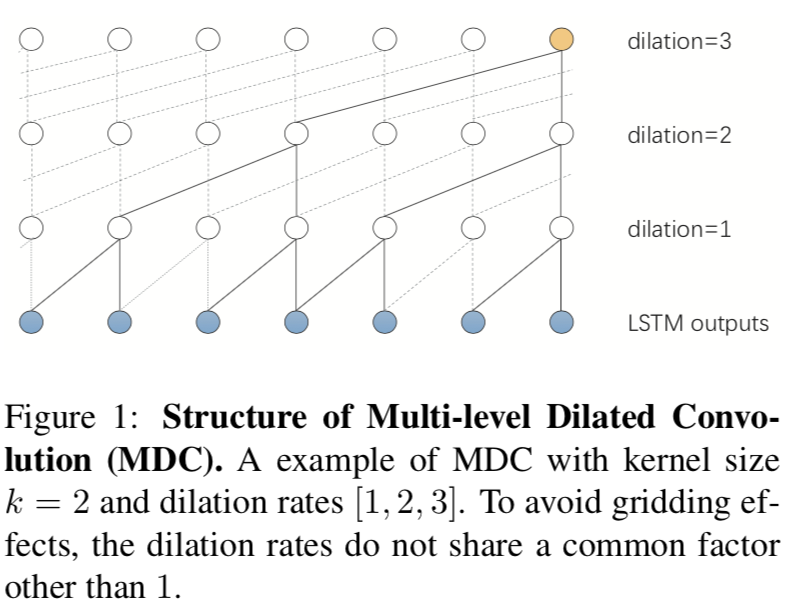 dilation=3
dilation=2
dilation=1
LSTM outputs
Figure 1: Structure of Multi-level Dilated Convo-
lution (MDC). A example of MDC with kernel size
k = 2 and dilation rates [1, 2, 3]. To avoid gridding ef-
fects, the dilation rates do not share a common factor
other than 1.